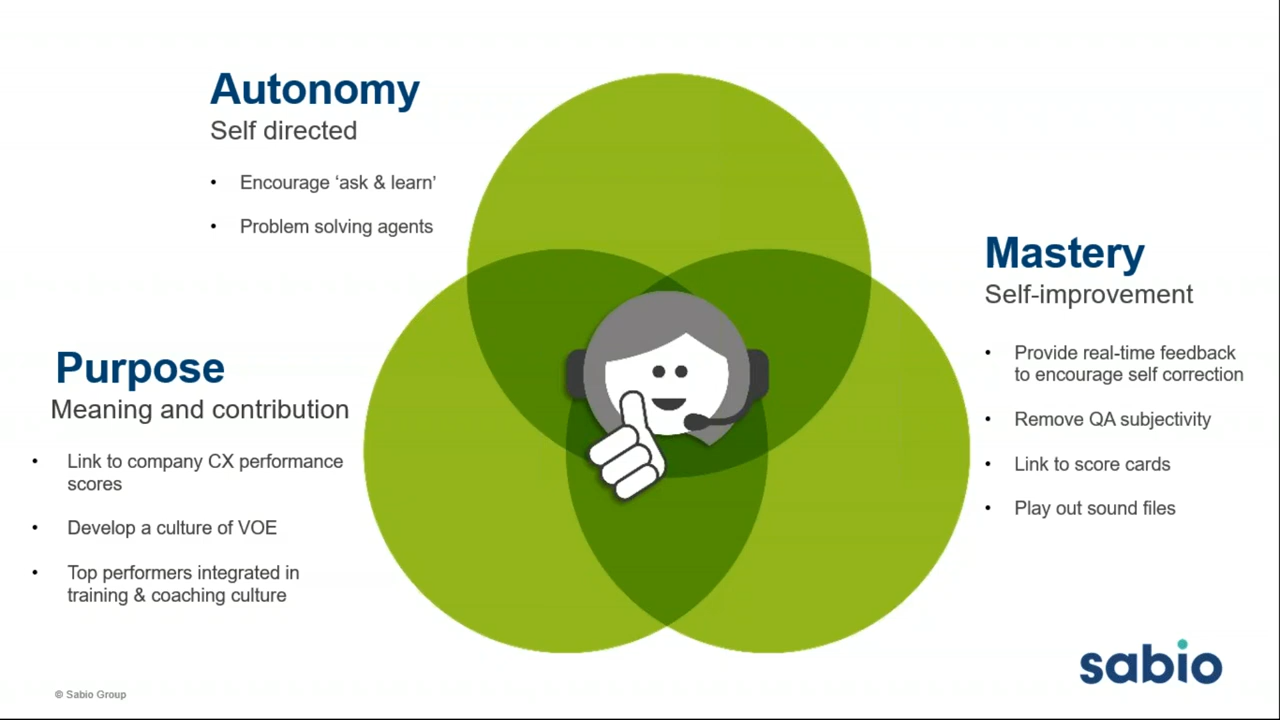 Autonomy
Self directed
• Encourage ‘ask & learn’
• Problem solving agents
Mastery
Self-improvement
• Provide real-time feedback
to encourage self correction
• Remove QA subjectivity
• Link to score cards
• Play out sound files
Purpose
Meaning and contribution
• Link to company CX performance
scores
• Develop a culture of VOE
• Top performers integrated in
training & coaching culture
sabio
© Sabio Group